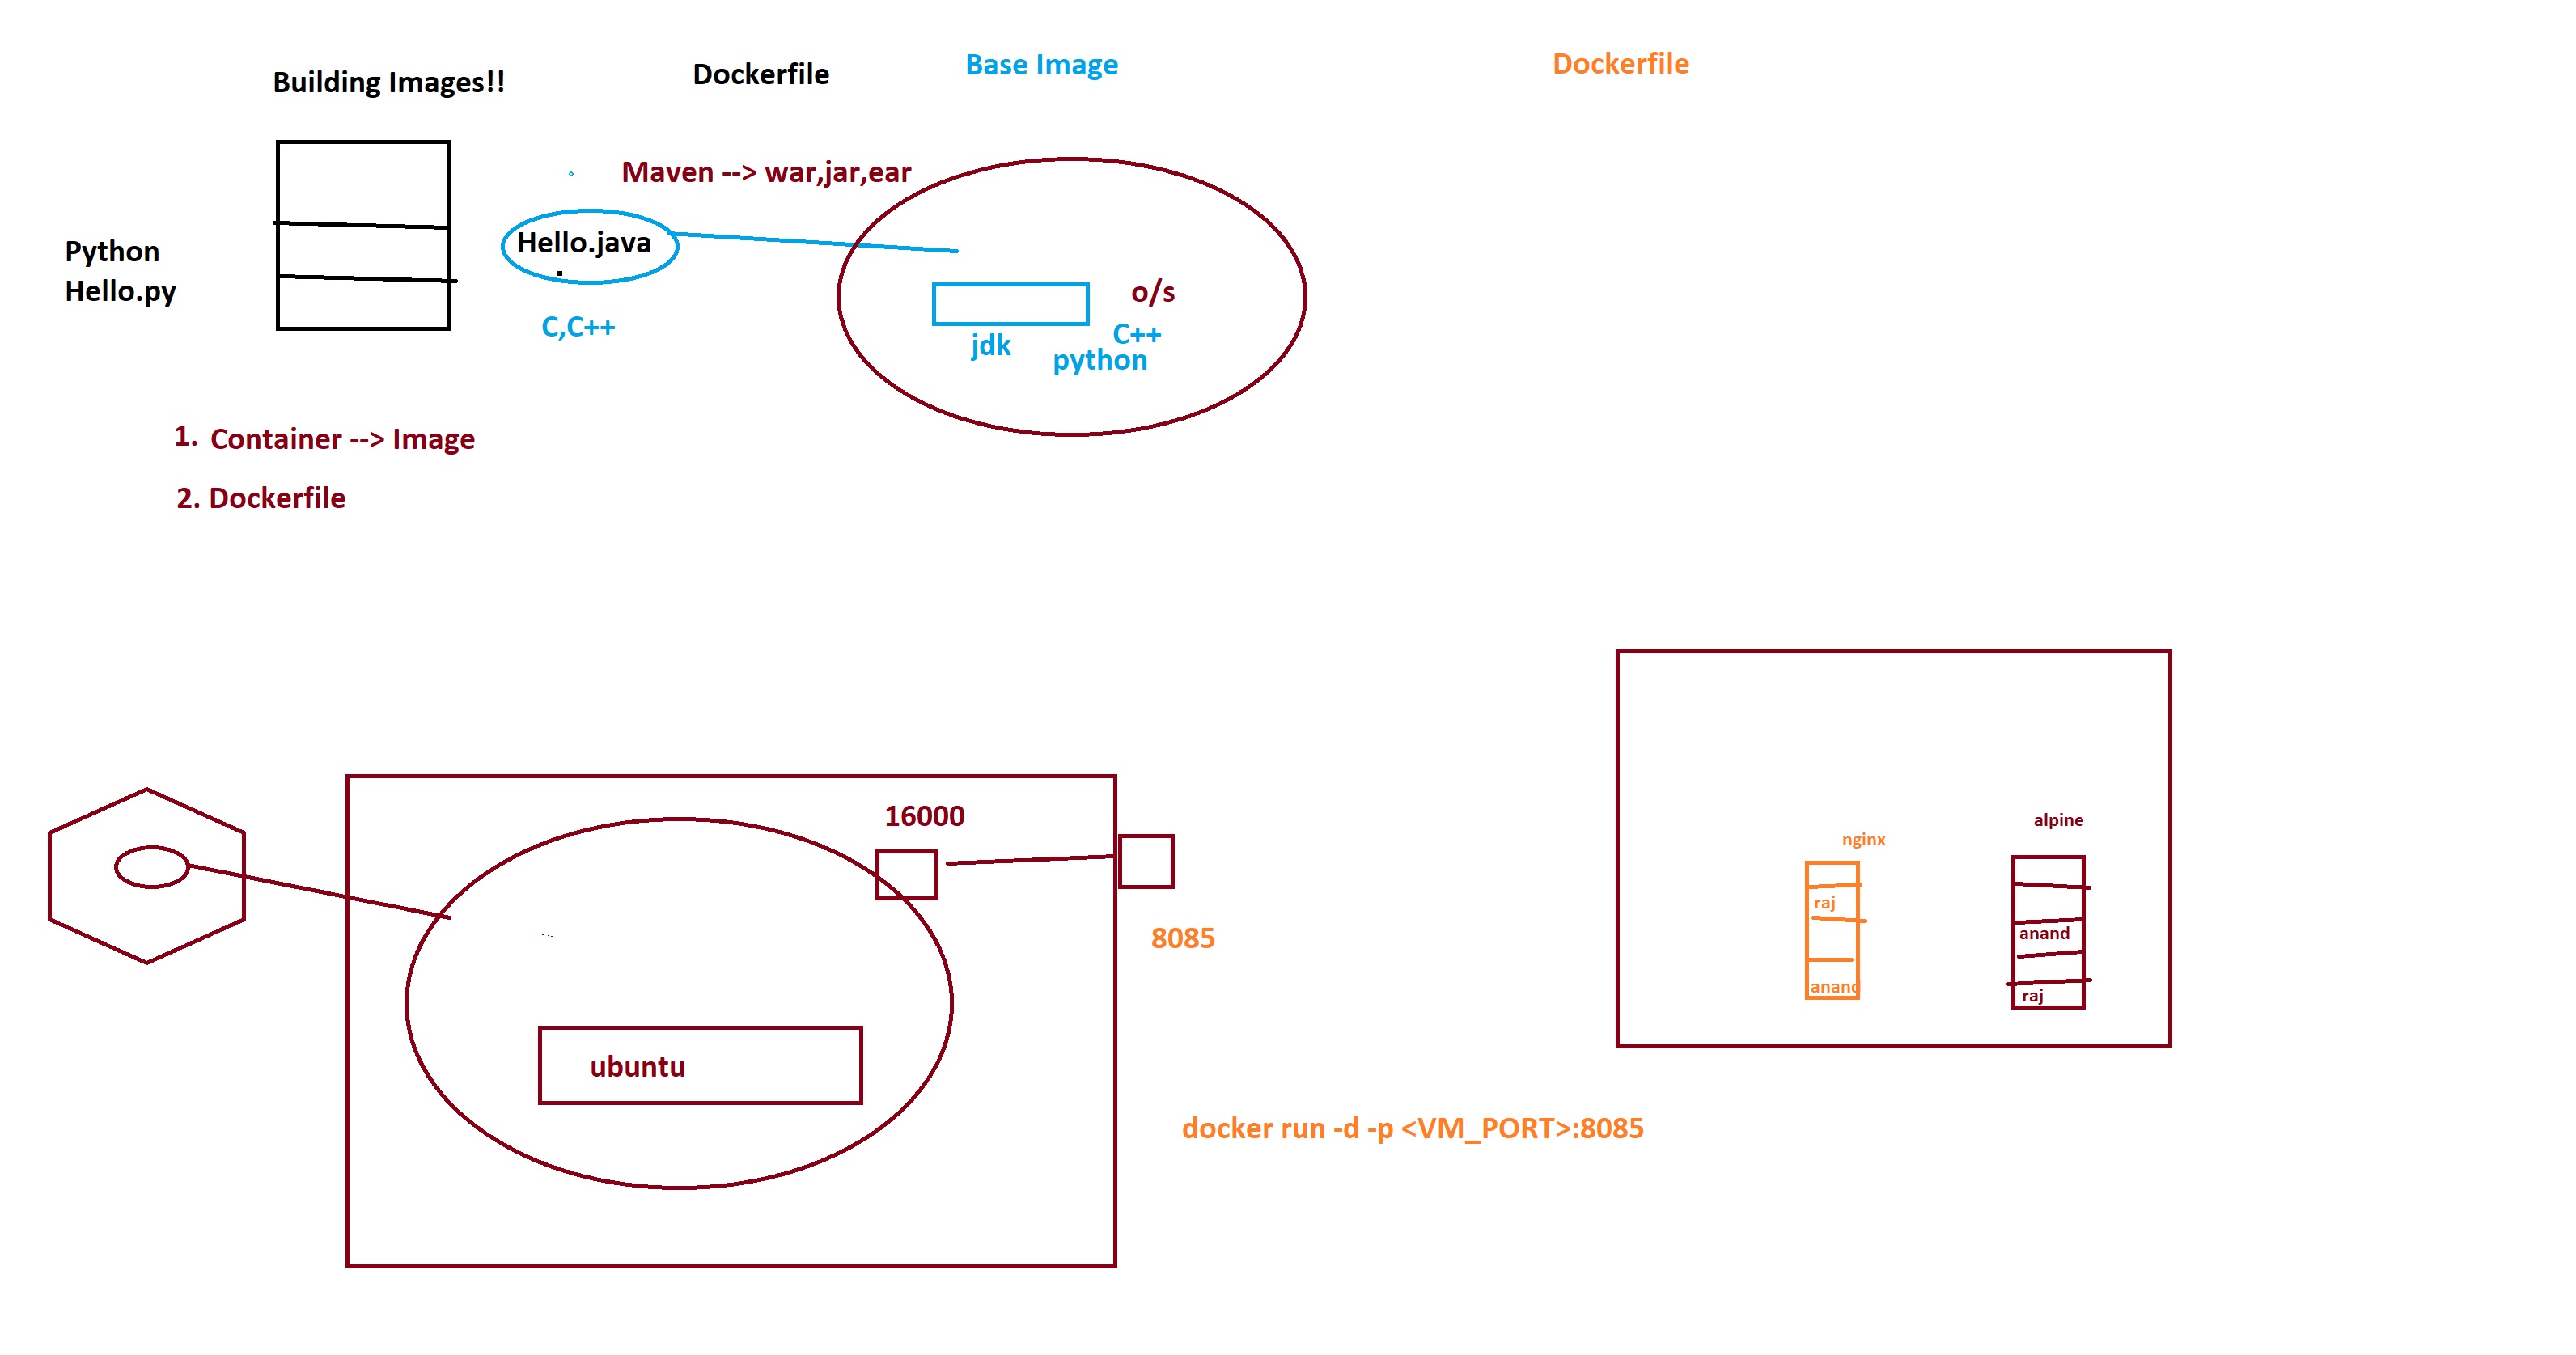 Building Images!!
Dockerfile
Base Image
Dockerfile
Maven --> war,jar,ear
Python
Hello.py
Hello.java
C,C++
o/s
C++
jdk
python
1. Container --> Image
2. Dockerfile
16000
8085
ubuntu
nginx
raj
anand
alpine
anand
raj
docker run -d -p <VM_PORT>:8085